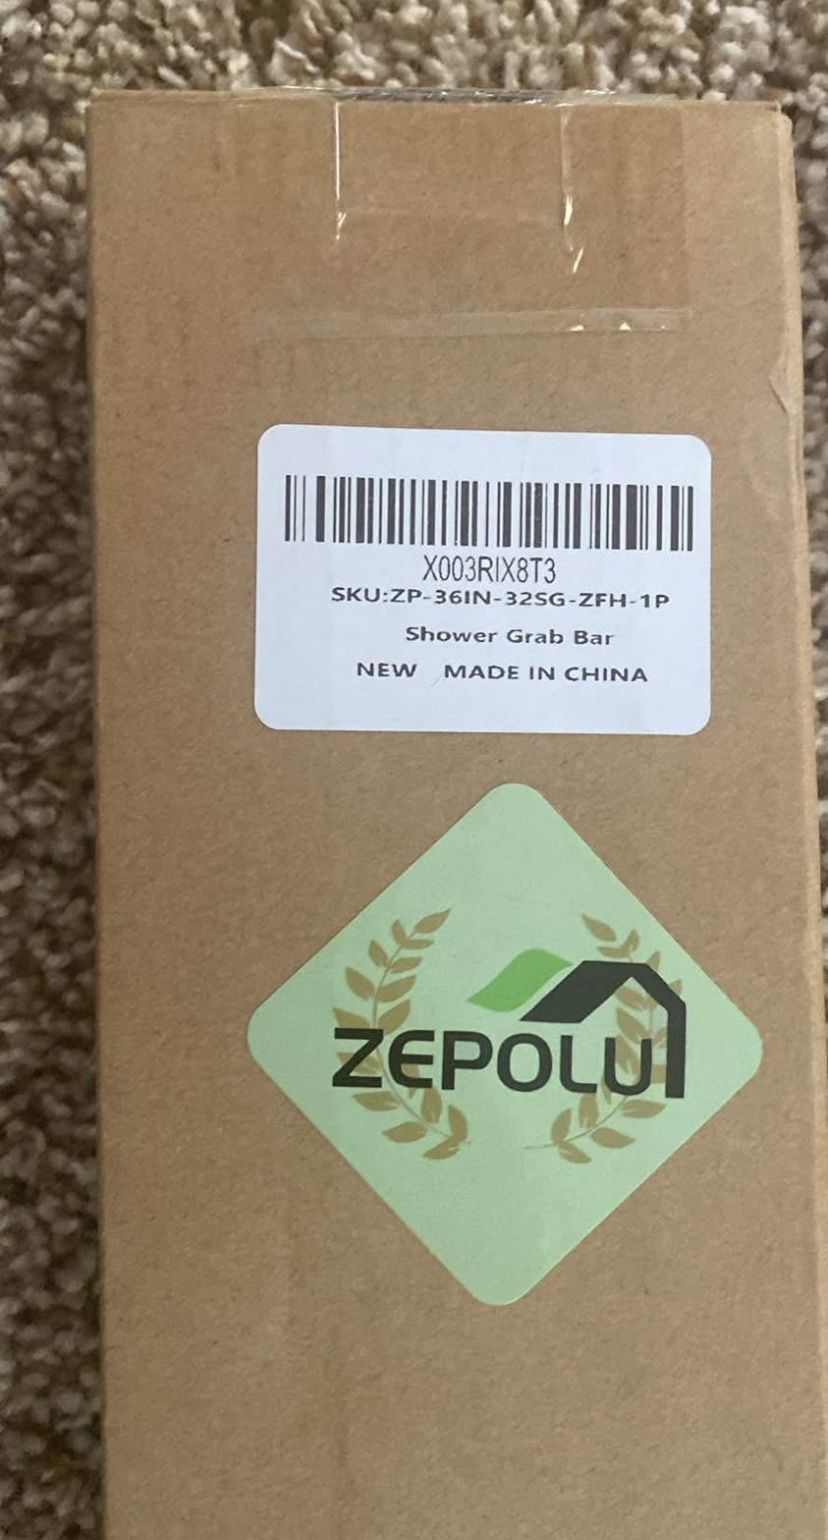 X003RIX8T3
SKU:ZP-36IN-32SG-ZFH-1P
Shower Grab Bar
NEW MADE IN CHINA
ZEPOLU